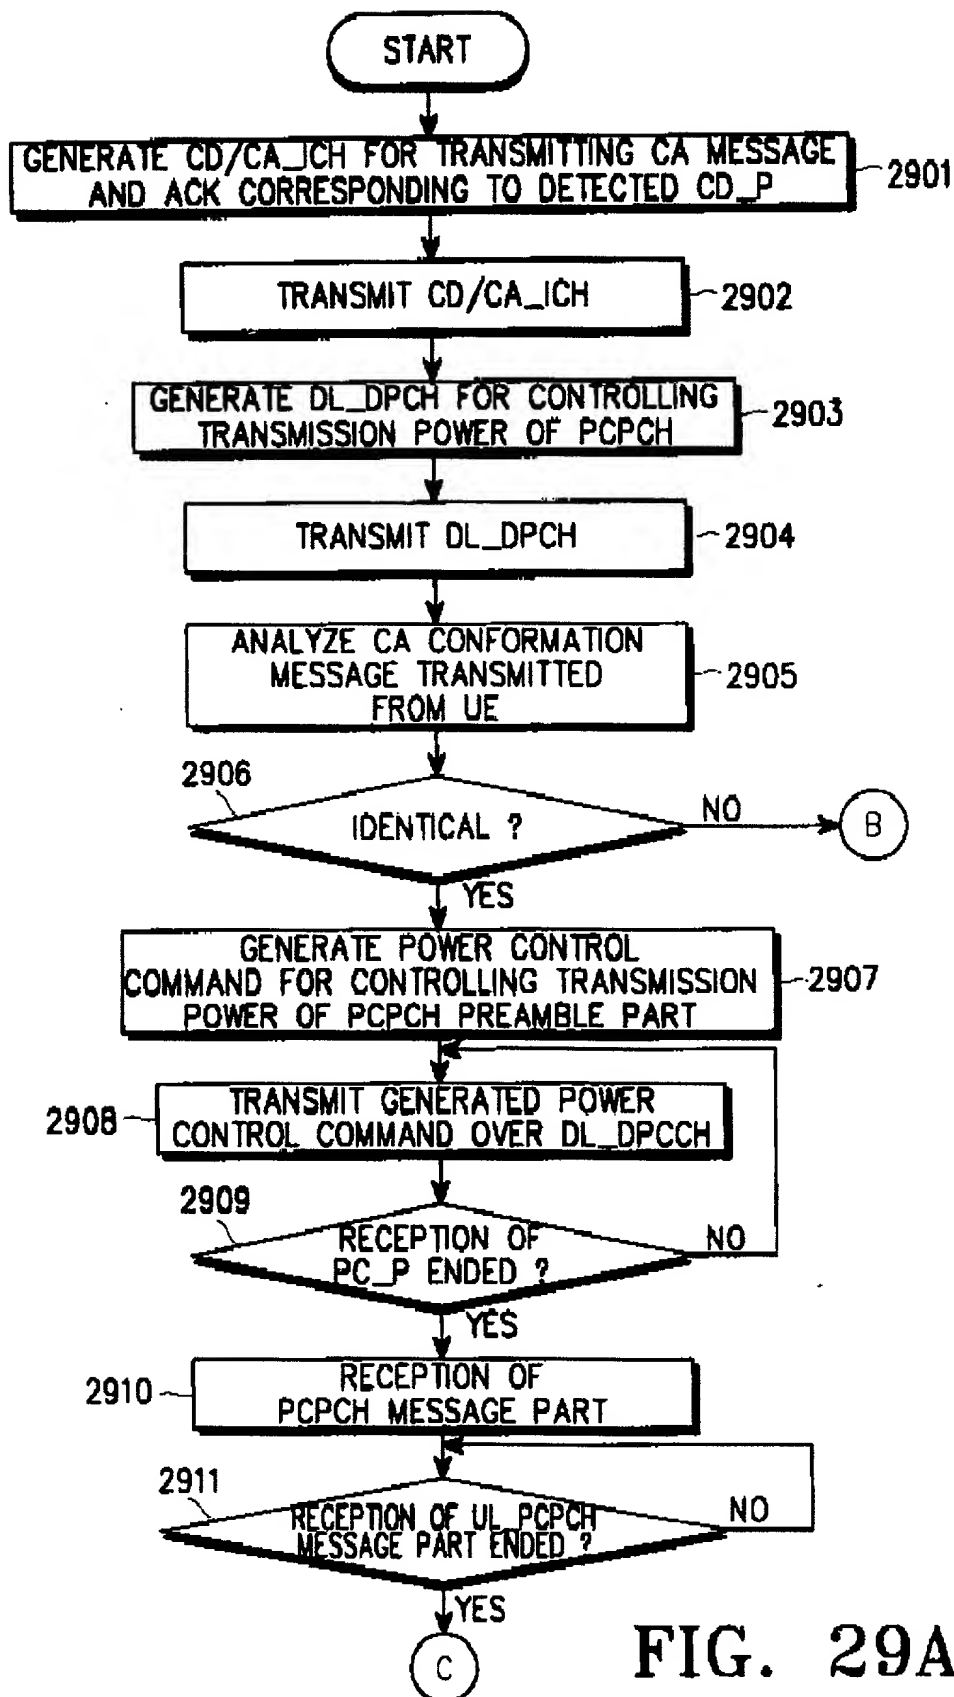 START
GENERATE CD/CA_ICH FOR TRANSMITTING CA MESSAGE
AND ACK CORRESPONDING TO DETECTED CD_P
2901
TRANSMIT CD/CA_ICH
2902
GENERATE DL_DPCH FOR CONTROLLING
TRANSMISSION POWER OF PCPCH
2903
TRANSMIT DL_DPCH
2904
ANALYZE CA CONFORMATION
MESSAGE TRANSMITTED
FROM UE
2905
2906
IDENTICAL ?
NO
B
YES
GENERATE POWER CONTROL
COMMAND FOR CONTROLLING TRANSMISSION
POWER OF PCPCH PREAMBLE PART
2907
TRANSMIT GENERATED POWER
CONTROL COMMAND OVER DL_DPCCH
2908
2909
RECEPTION OF
PC_P ENDED ?
NO
YES
RECEPTION OF
PCPCH MESSAGE PART
2910
2911
RECEPTION OF UL_PCPCH
MESSAGE PART ENDED ?
NO
YES
C
FIG. 29A